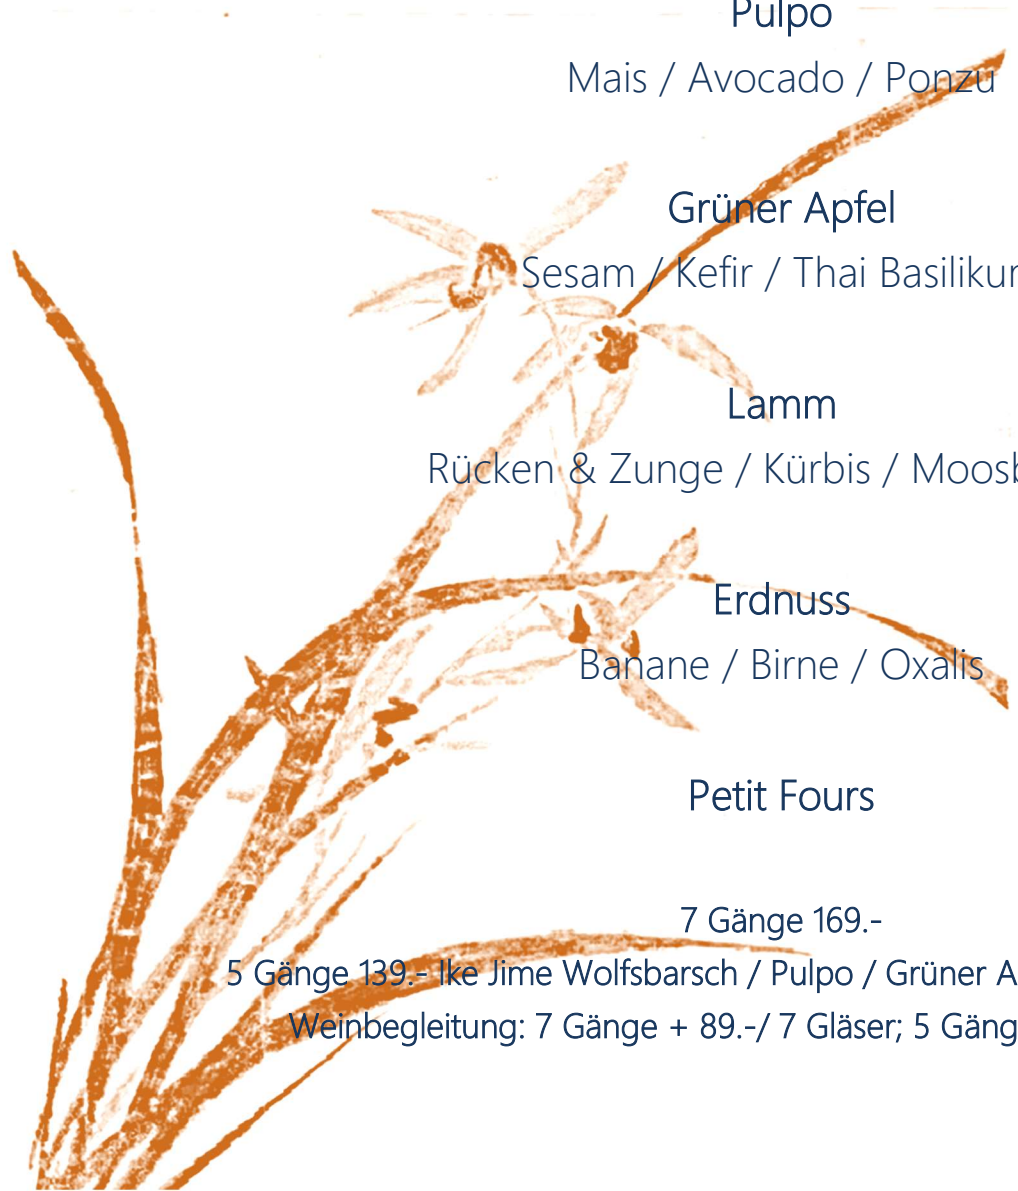 Pulpo
Mais / Avocado / Ponzu
Grüner Apfel
Sesam / Kefir / Thai
Lamm
Rücken & Zunge / Kürbis /
Erdnuss
Banane / Birne / Oxalis
Petit Fours
7 Gänge 169.-
5 Gänge 139.- Ike Jime Wolfsbarsch / Pulpo / Grüner
Weinbegleitung: 7 Gänge + 89.-/ 7 Gläser; 5